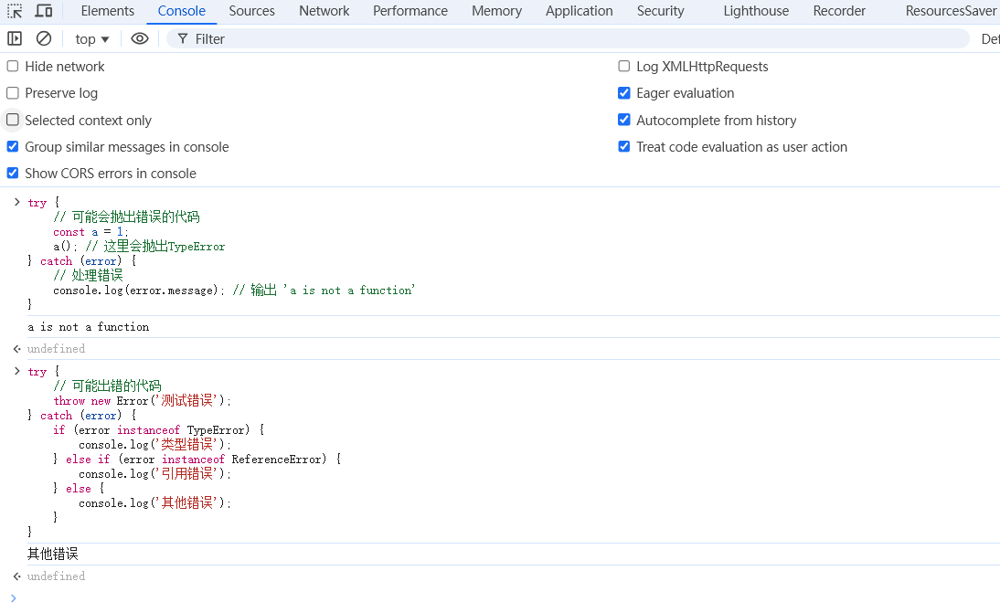 Elements Console Sources Network Performance Memory Application Security Lighthouse Recorder ResourcesSaver
top Filter Def
Hide network Log XMLHttpRequests
Preserve log Eager evaluation
Selected context only Autocomplete from history
Group similar messages in console Treat code evaluation as user action
Show CORS errors in console
try {
    // 可能会抛出错误的代码
    const a = 1;
    a(); // 这里会抛出TypeError
} catch (error) {
    // 处理错误
    console.log(error.message); // 输出 'a is not a function'
}
a is not a function
undefined
try {
    // 可能出错的代码
    throw new Error('测试错误');
} catch (error) {
    if (error instanceof TypeError) {
        console.log('类型错误');
    } else if (error instanceof ReferenceError) {
        console.log('引用错误');
    } else {
        console.log('其他错误');
    }
}
其他错误
undefined